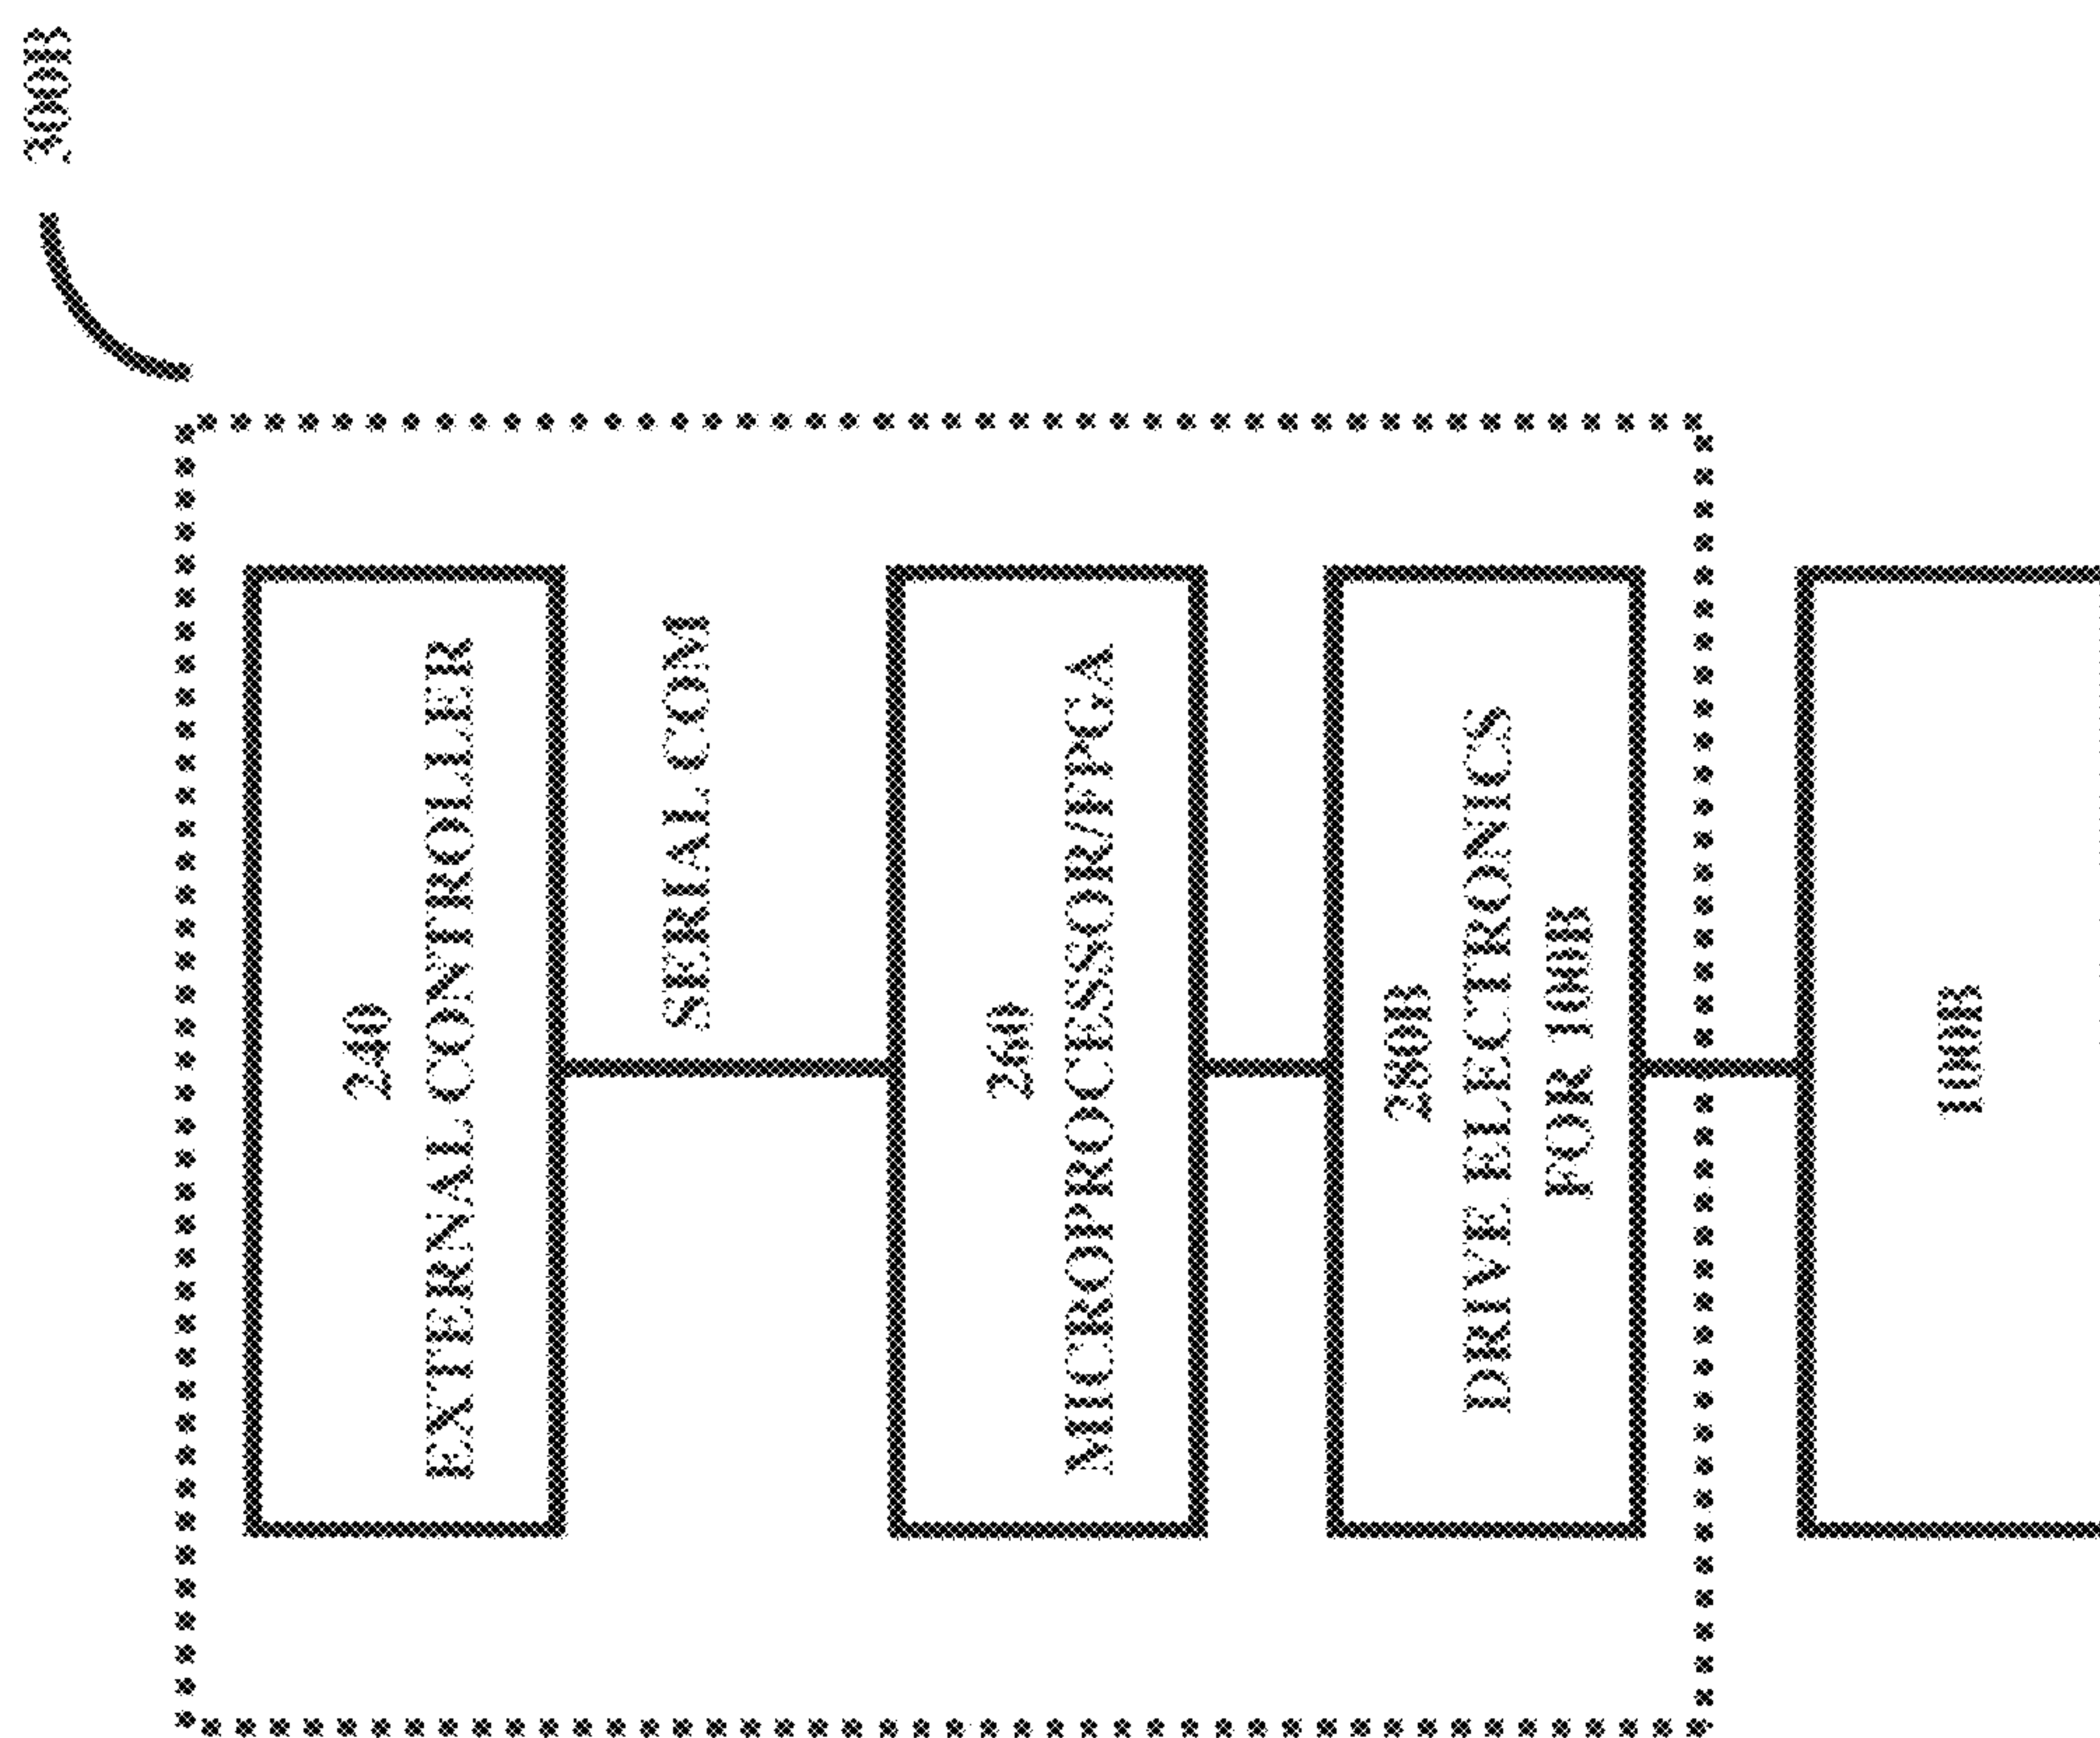 300B
240
EXTERNAL CONTROLLER
SERIAL COM
260
MICROPROCESSOR/FPGA
280B
DRIVE ELECTRONICS
FOR 100B
100B